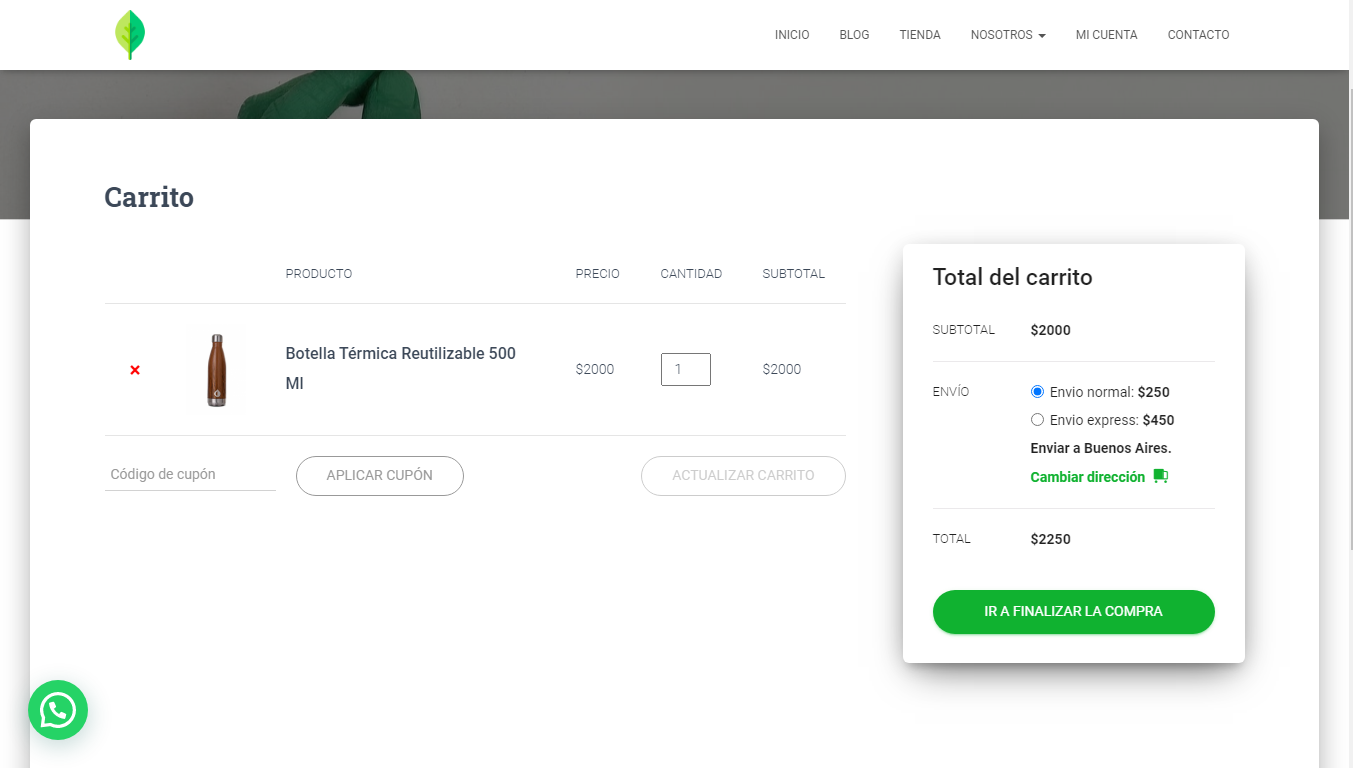 INICIO BLOG TIENDA NOSOTROS MI CUENTA CONTACTO
Carrito
PRODUCTO PRECIO CANTIDAD SUBTOTAL
Botella Térmica Reutilizable 500
Ml
$2000 1 $2000
Código de cupón APLICAR CUPÓN ACTUALIZAR CARRITO
Total del carrito
SUBTOTAL $2000
ENVÍO Envio normal: $250
Envio express: $450
Enviar a Buenos Aires.
Cambiar dirección
TOTAL $2250
IR A FINALIZAR LA COMPRA